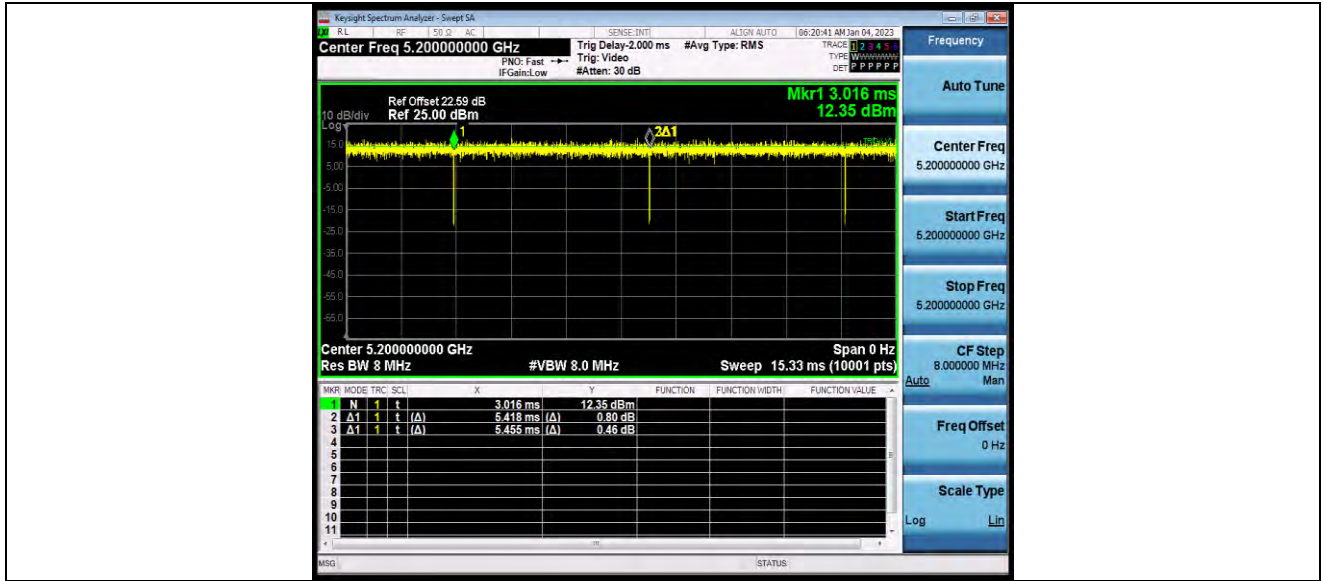 Keysight Spectrum Analyzer - Swept SA
RL RF 50 Ω AC SENSE:INT ALIGN AUTO 06:20:41 AM Jan 04, 2023
Center Freq 5.200000000 GHz
PNO: Fast
IFGain:Low
Trig Delay-2.000 ms
Trig: Video
#Atten: 30 dB
#Avg Type: RMS
TRACE 1 2 3 4 5 6
TYPE WWWWWW
DET P P P P P P
Mkr1 3.016 ms
12.35 dBm
10 dB/div
Log
Ref Offset 22.59 dB
Ref 25.00 dBm
1
2Δ1
15.0
5.00
-5.00
-15.0
-25.0
-35.0
-45.0
-55.0
-65.0
Center 5.200000000 GHz Span 0 Hz
Res BW 8 MHz #VBW 8.0 MHz Sweep 15.33 ms (10001 pts)
MKR MODE TRC SCL X Y FUNCTION FUNCTION WIDTH FUNCTION VALUE
1 N 1 t 3.016 ms 12.35 dBm
2 Δ1 1 t (Δ) 5.418 ms (Δ) 0.80 dB
3 Δ1 1 t (Δ) 5.455 ms (Δ) 0.46 dB
4
5
6
7
8
9
10
11
MSG STATUS
Frequency
Auto Tune
Center Freq
5.200000000 GHz
Start Freq
5.200000000 GHz
Stop Freq
5.200000000 GHz
CF Step
8.000000 MHz
Auto Man
Freq Offset
0 Hz
Scale Type
Log Lin